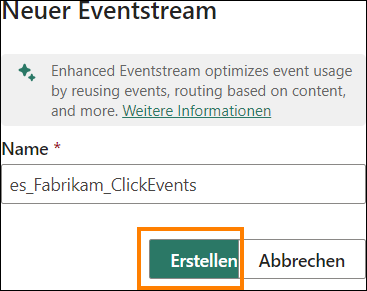 Neuer Eventstream
Enhanced Eventstream optimizes event usage
by reusing events, routing based on content,
and more. Weitere Informationen
Name *
es_Fabrikam_ClickEvents
Erstellen Abbrechen